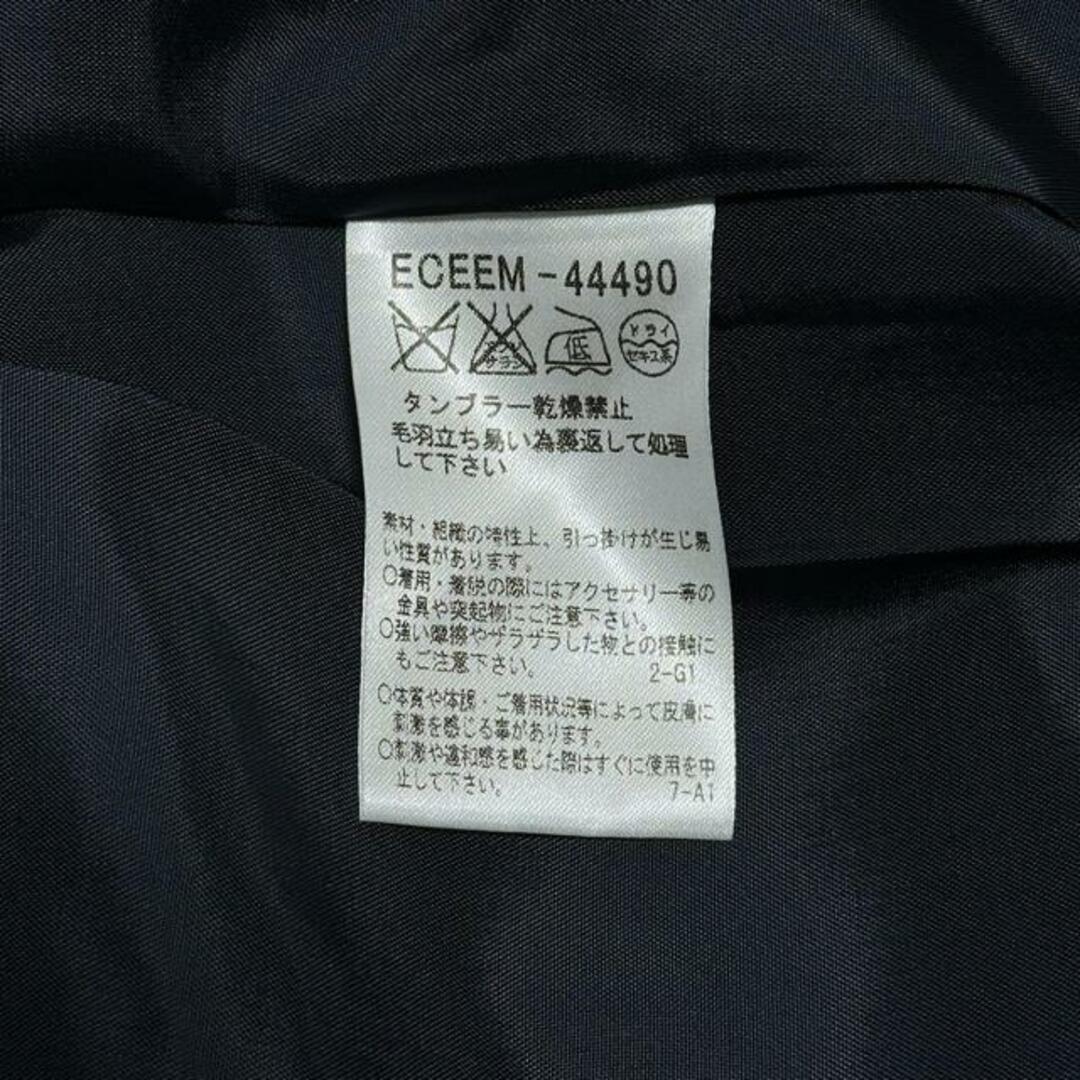 ECEEM-44490
エンソ サラシ 低 ドライ セキユ系
タンブラー乾燥禁止
毛羽立ち易い為裏返して処理
して下さい
素材・組織の特性上、引っ掛けが生じ易
い性質があります。
○着用・着脱の際にはアクセサリー等の
金具や突起物にご注意下さい。
○強い摩擦やザラザラした物との接触に
もご注意下さい。 2-G1
○体質や体調・ご着用状況等によって皮膚に
刺激を感じる事があります。
○刺激や違和感を感じた際はすぐに使用を中
止して下さい。 7-A1